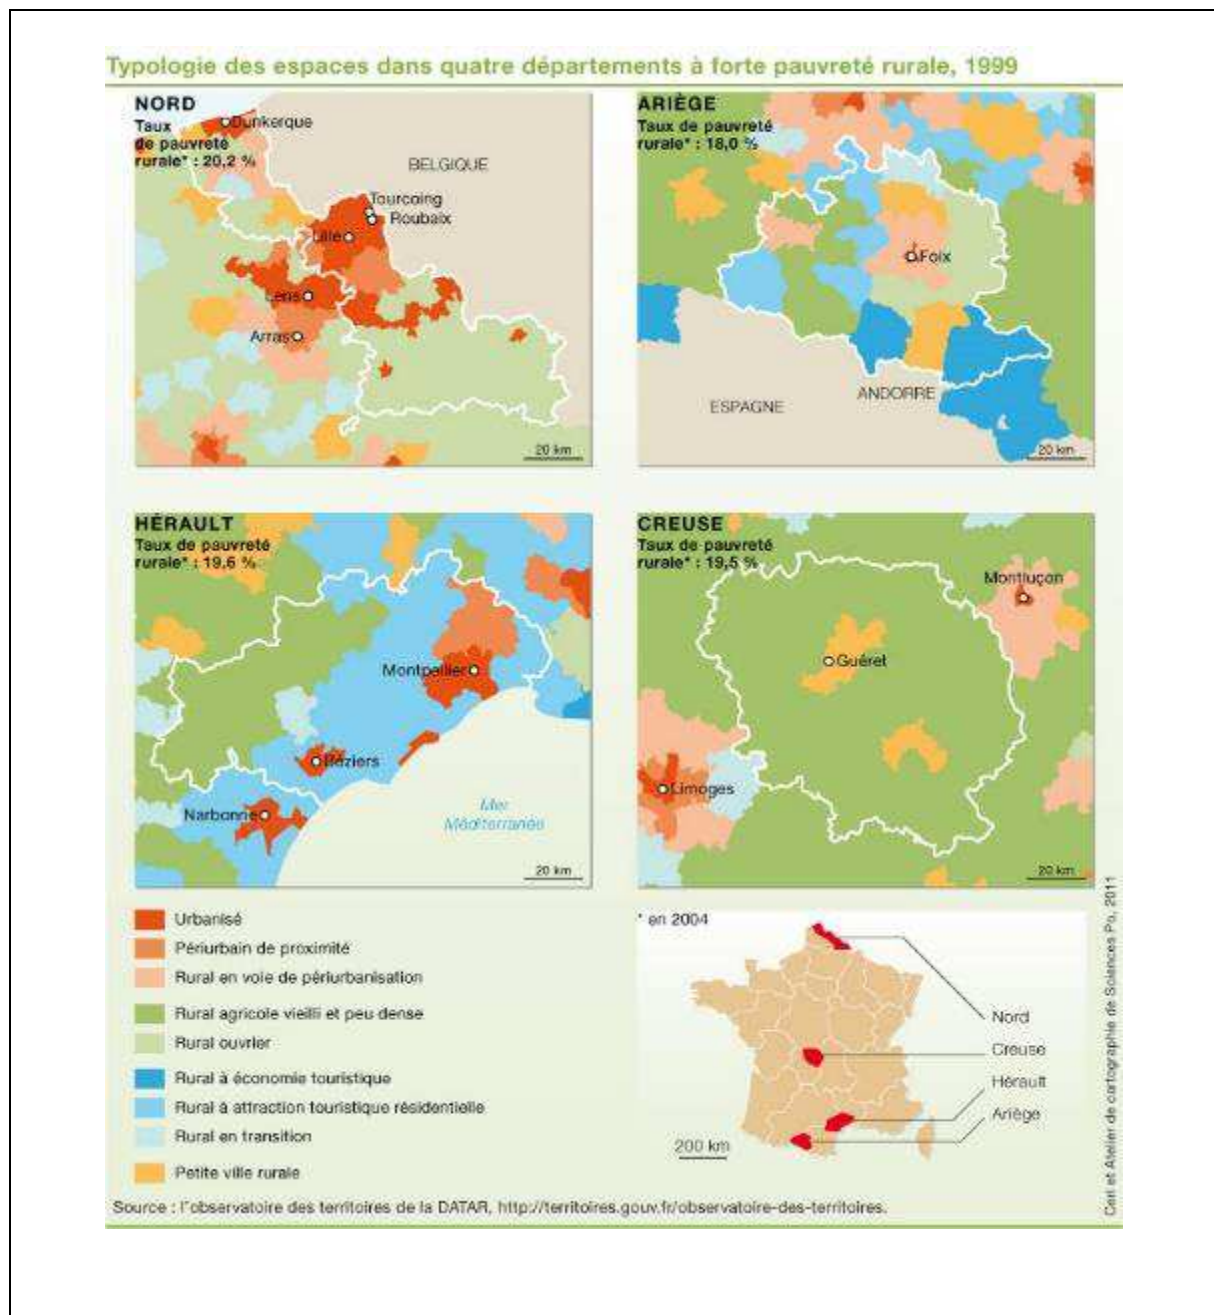 Typologie des espaces dans quatre départements à forte pauvreté rurale, 1999
NORD
Taux
de pauvreté
rurale* : 20,2 %
Dunkerque
BELGIQUE
Tourcoing
Roubaix
Lille
Lens
Arras
20 km
ARIÈGE
Taux de pauvreté
rurale* : 18,0 %
Foix
ANDORRE
ESPAGNE
20 km
HÉRAULT
Taux de pauvreté
rurale* : 19,6 %
Montpellier
Béziers
Narbonne
Mer
Méditerranée
20 km
CREUSE
Taux de pauvreté
rurale* : 19,5 %
Montluçon
Guéret
Limoges
20 km
Urbanisé
Périurbain de proximité
Rural en voie de périurbanisation
Rural agricole vieilli et peu dense
Rural ouvrier
Rural à économie touristique
Rural à attraction touristique résidentielle
Rural en transition
Petite ville rurale
* en 2004
Nord
Creuse
Hérault
Ariège
200 km
Ceri et Atelier de cartographie de Sciences Po, 2011
Source : l'observatoire des territoires de la DATAR, http://territoires.gouv.fr/observatoire-des-territoires.